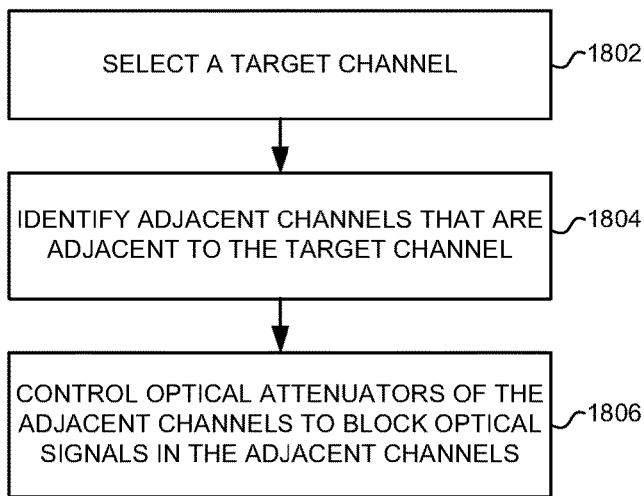 SELECT A TARGET CHANNEL
1802
IDENTIFY ADJACENT CHANNELS THAT ARE
ADJACENT TO THE TARGET CHANNEL
1804
CONTROL OPTICAL ATTENUATORS OF THE
ADJACENT CHANNELS TO BLOCK OPTICAL
SIGNALS IN THE ADJACENT CHANNELS
1806